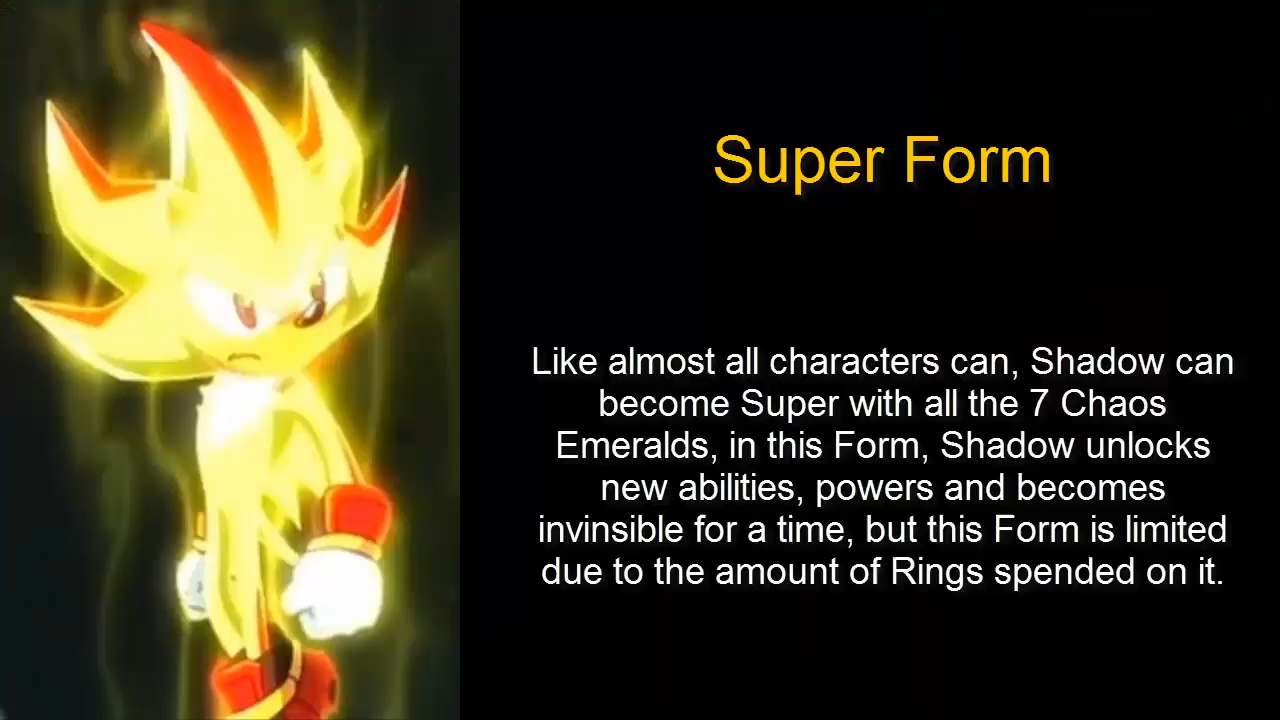 Super Form
Like almost all characters can, Shadow can
become Super with all the 7 Chaos
Emeralds, in this Form, Shadow unlocks
new abilities, powers and becomes
invinsible for a time, but this Form is limited
due to the amount of Rings spended on it.